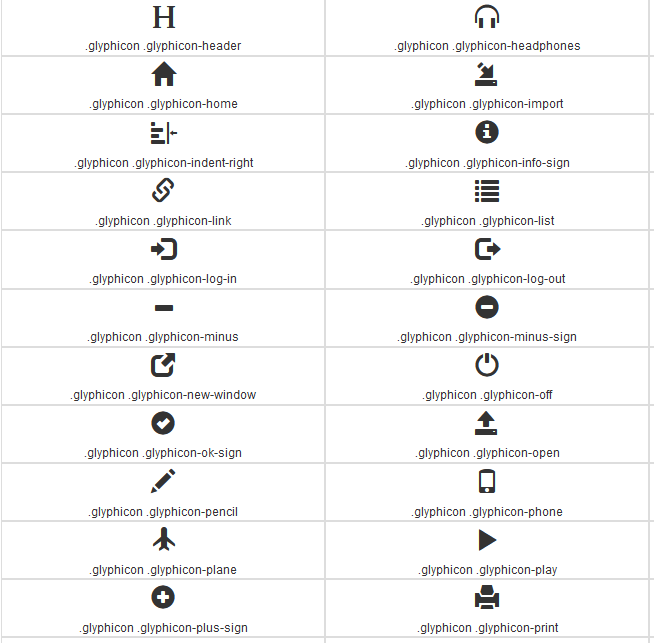 .glyphicon .glyphicon-header
.glyphicon .glyphicon-headphones
.glyphicon .glyphicon-home
.glyphicon .glyphicon-import
.glyphicon .glyphicon-indent-right
.glyphicon .glyphicon-info-sign
.glyphicon .glyphicon-link
.glyphicon .glyphicon-list
.glyphicon .glyphicon-log-in
.glyphicon .glyphicon-log-out
.glyphicon .glyphicon-minus
.glyphicon .glyphicon-minus-sign
.glyphicon .glyphicon-new-window
.glyphicon .glyphicon-off
.glyphicon .glyphicon-ok-sign
.glyphicon .glyphicon-open
.glyphicon .glyphicon-pencil
.glyphicon .glyphicon-phone
.glyphicon .glyphicon-plane
.glyphicon .glyphicon-play
.glyphicon .glyphicon-plus-sign
.glyphicon .glyphicon-print